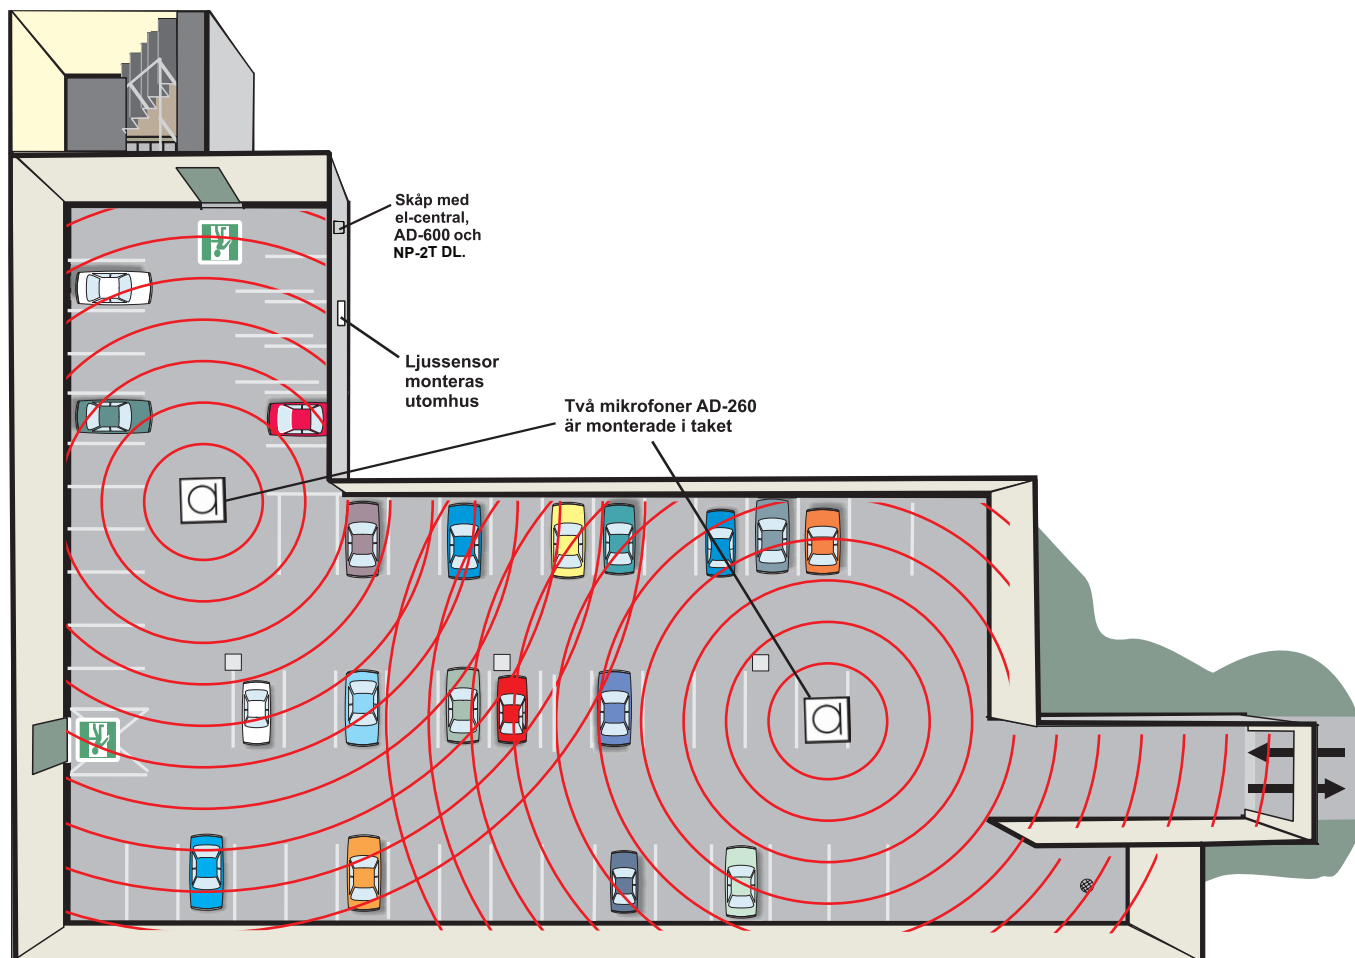 Skåp med
el-central,
AD-600 och
NP-2T DL.
Ljussensor
monteras
utomhus
Två mikrofoner AD-260
är monterade i taket